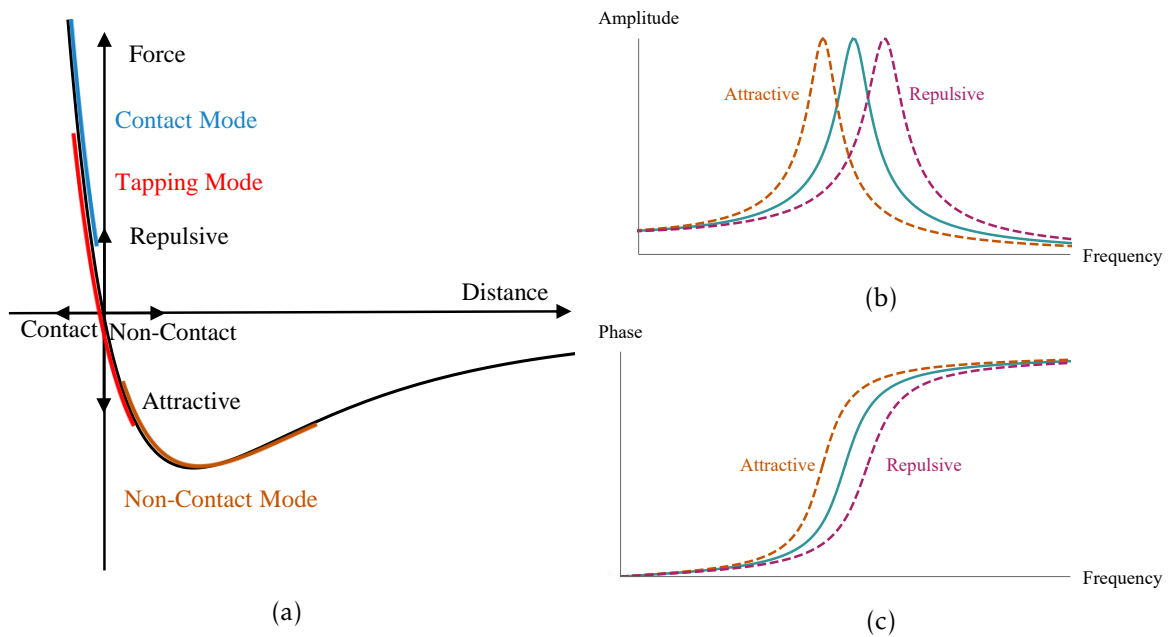 Force
Contact Mode
Tapping Mode
Repulsive
Distance
Contact
Non-Contact
Attractive
Non-Contact Mode
(a)
Amplitude
Attractive
Repulsive
Frequency
(b)
Phase
Attractive
Repulsive
Frequency
(c)